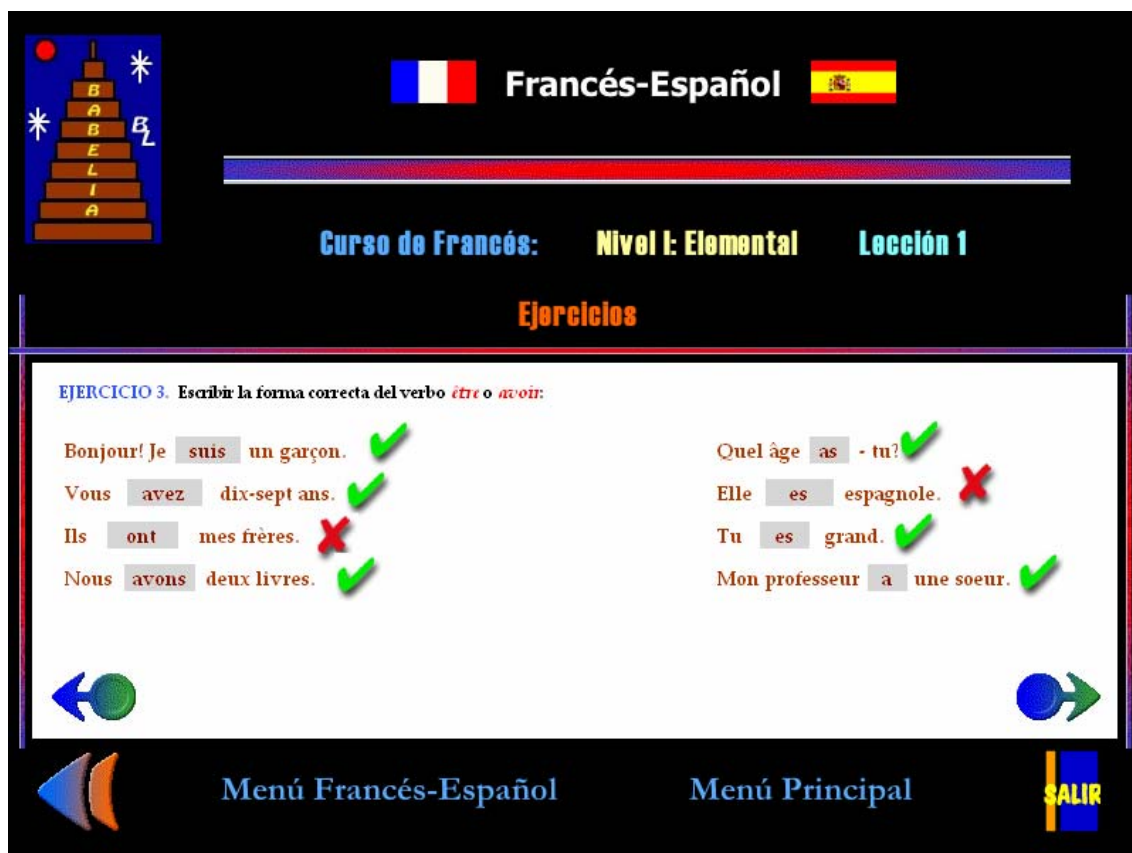 BABELIA
BL
Francés-Español
Curso de Francés: Nivel I: Elemental Lección 1
Ejercicios
EJERCICIO 3. Escribir la forma correcta del verbo être o avoir:
Bonjour! Je suis un garçon.
Vous avez dix-sept ans.
Ils ont mes frères.
Nous avons deux livres.
Quel âge as - tu?
Elle es espagnole.
Tu es grand.
Mon professeur a une soeur.
Menú Francés-Español
Menú Principal
SALIR